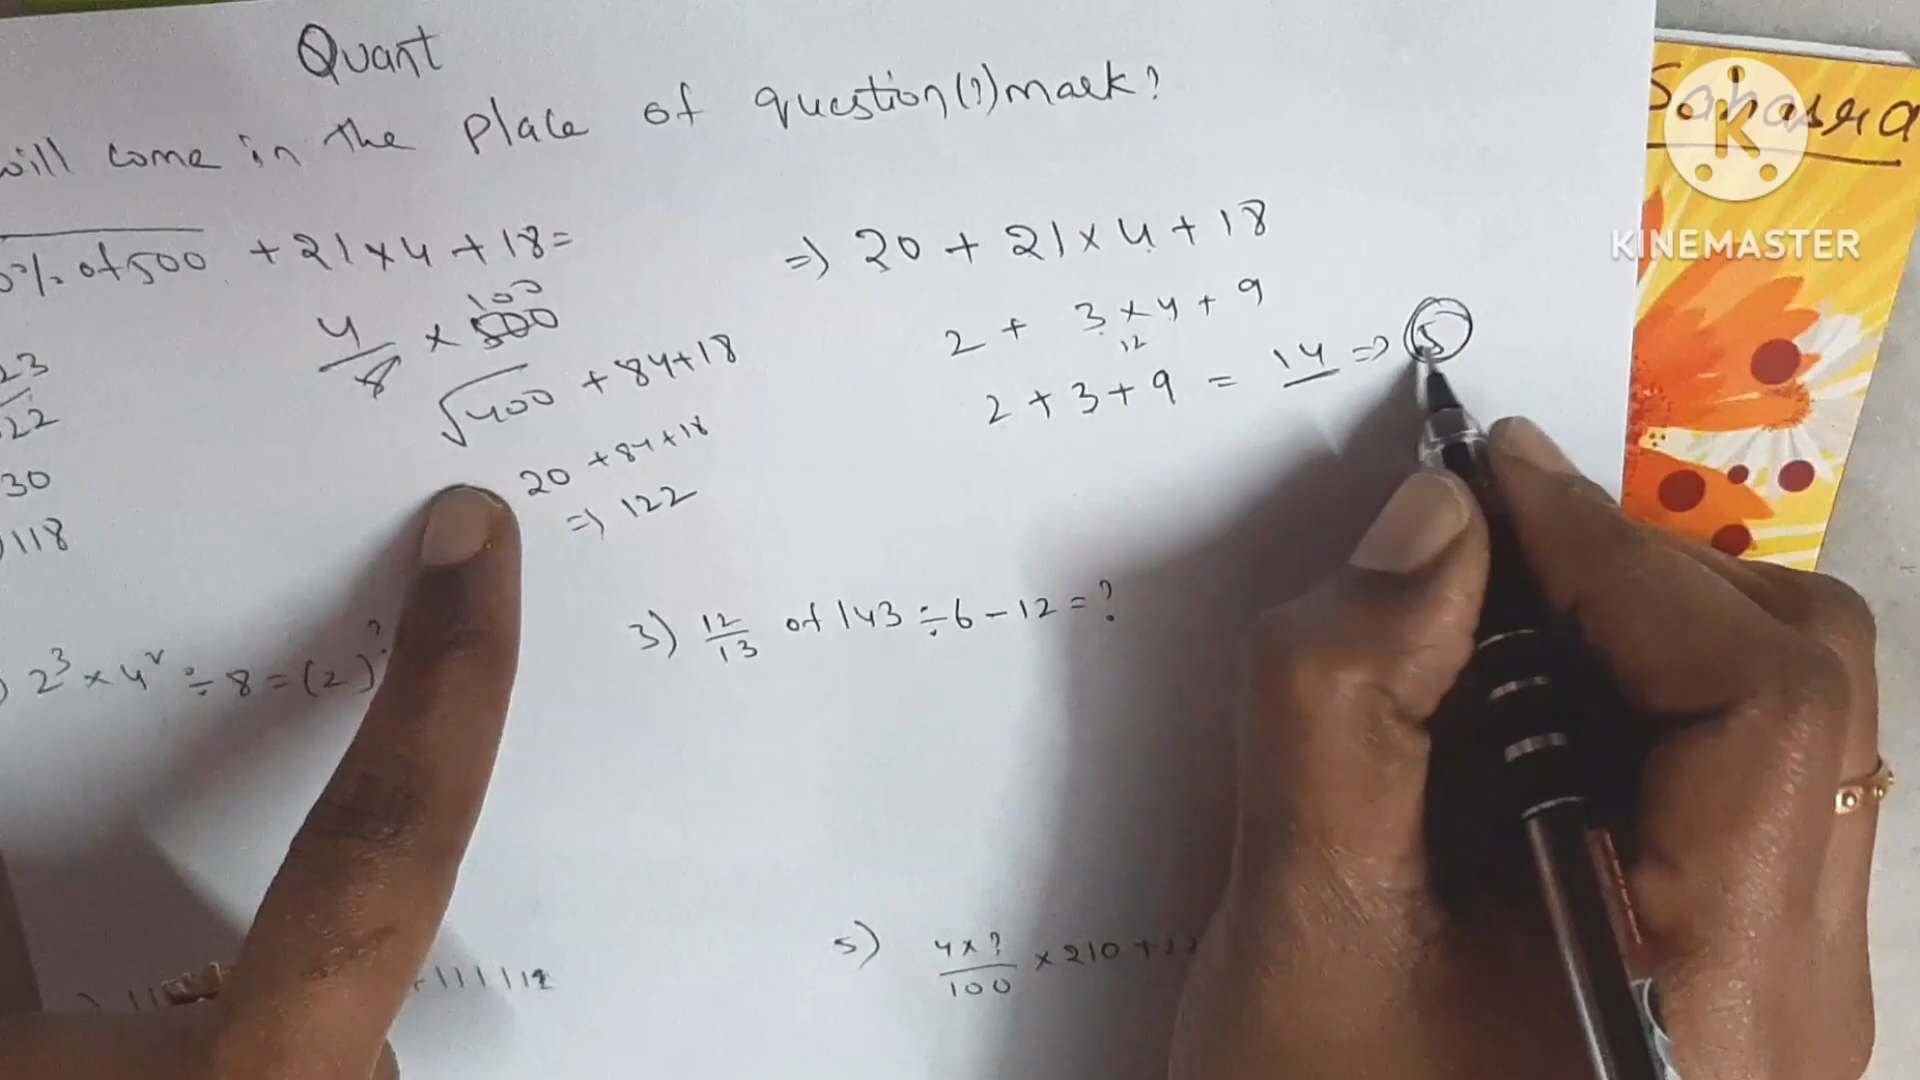 Quant
will come in the place of question(?)mark?
0% of 500 + 21 x 4 + 18 =
4/8 x 500
100
√400 + 84+18
20 + 84+18
=) 122
23
22
30
)118
=) 20 + 21 x 4 + 18
2 + 3 x 4 + 9
12
2 + 3 + 9 = 14 => 5
) 2³ x 4² ÷ 8 = (2)?
3) 12/13 of 143 ÷ 6 - 12 = ?
5) 4 x ?/100 x 210 +
Sahasra
KINEMASTER